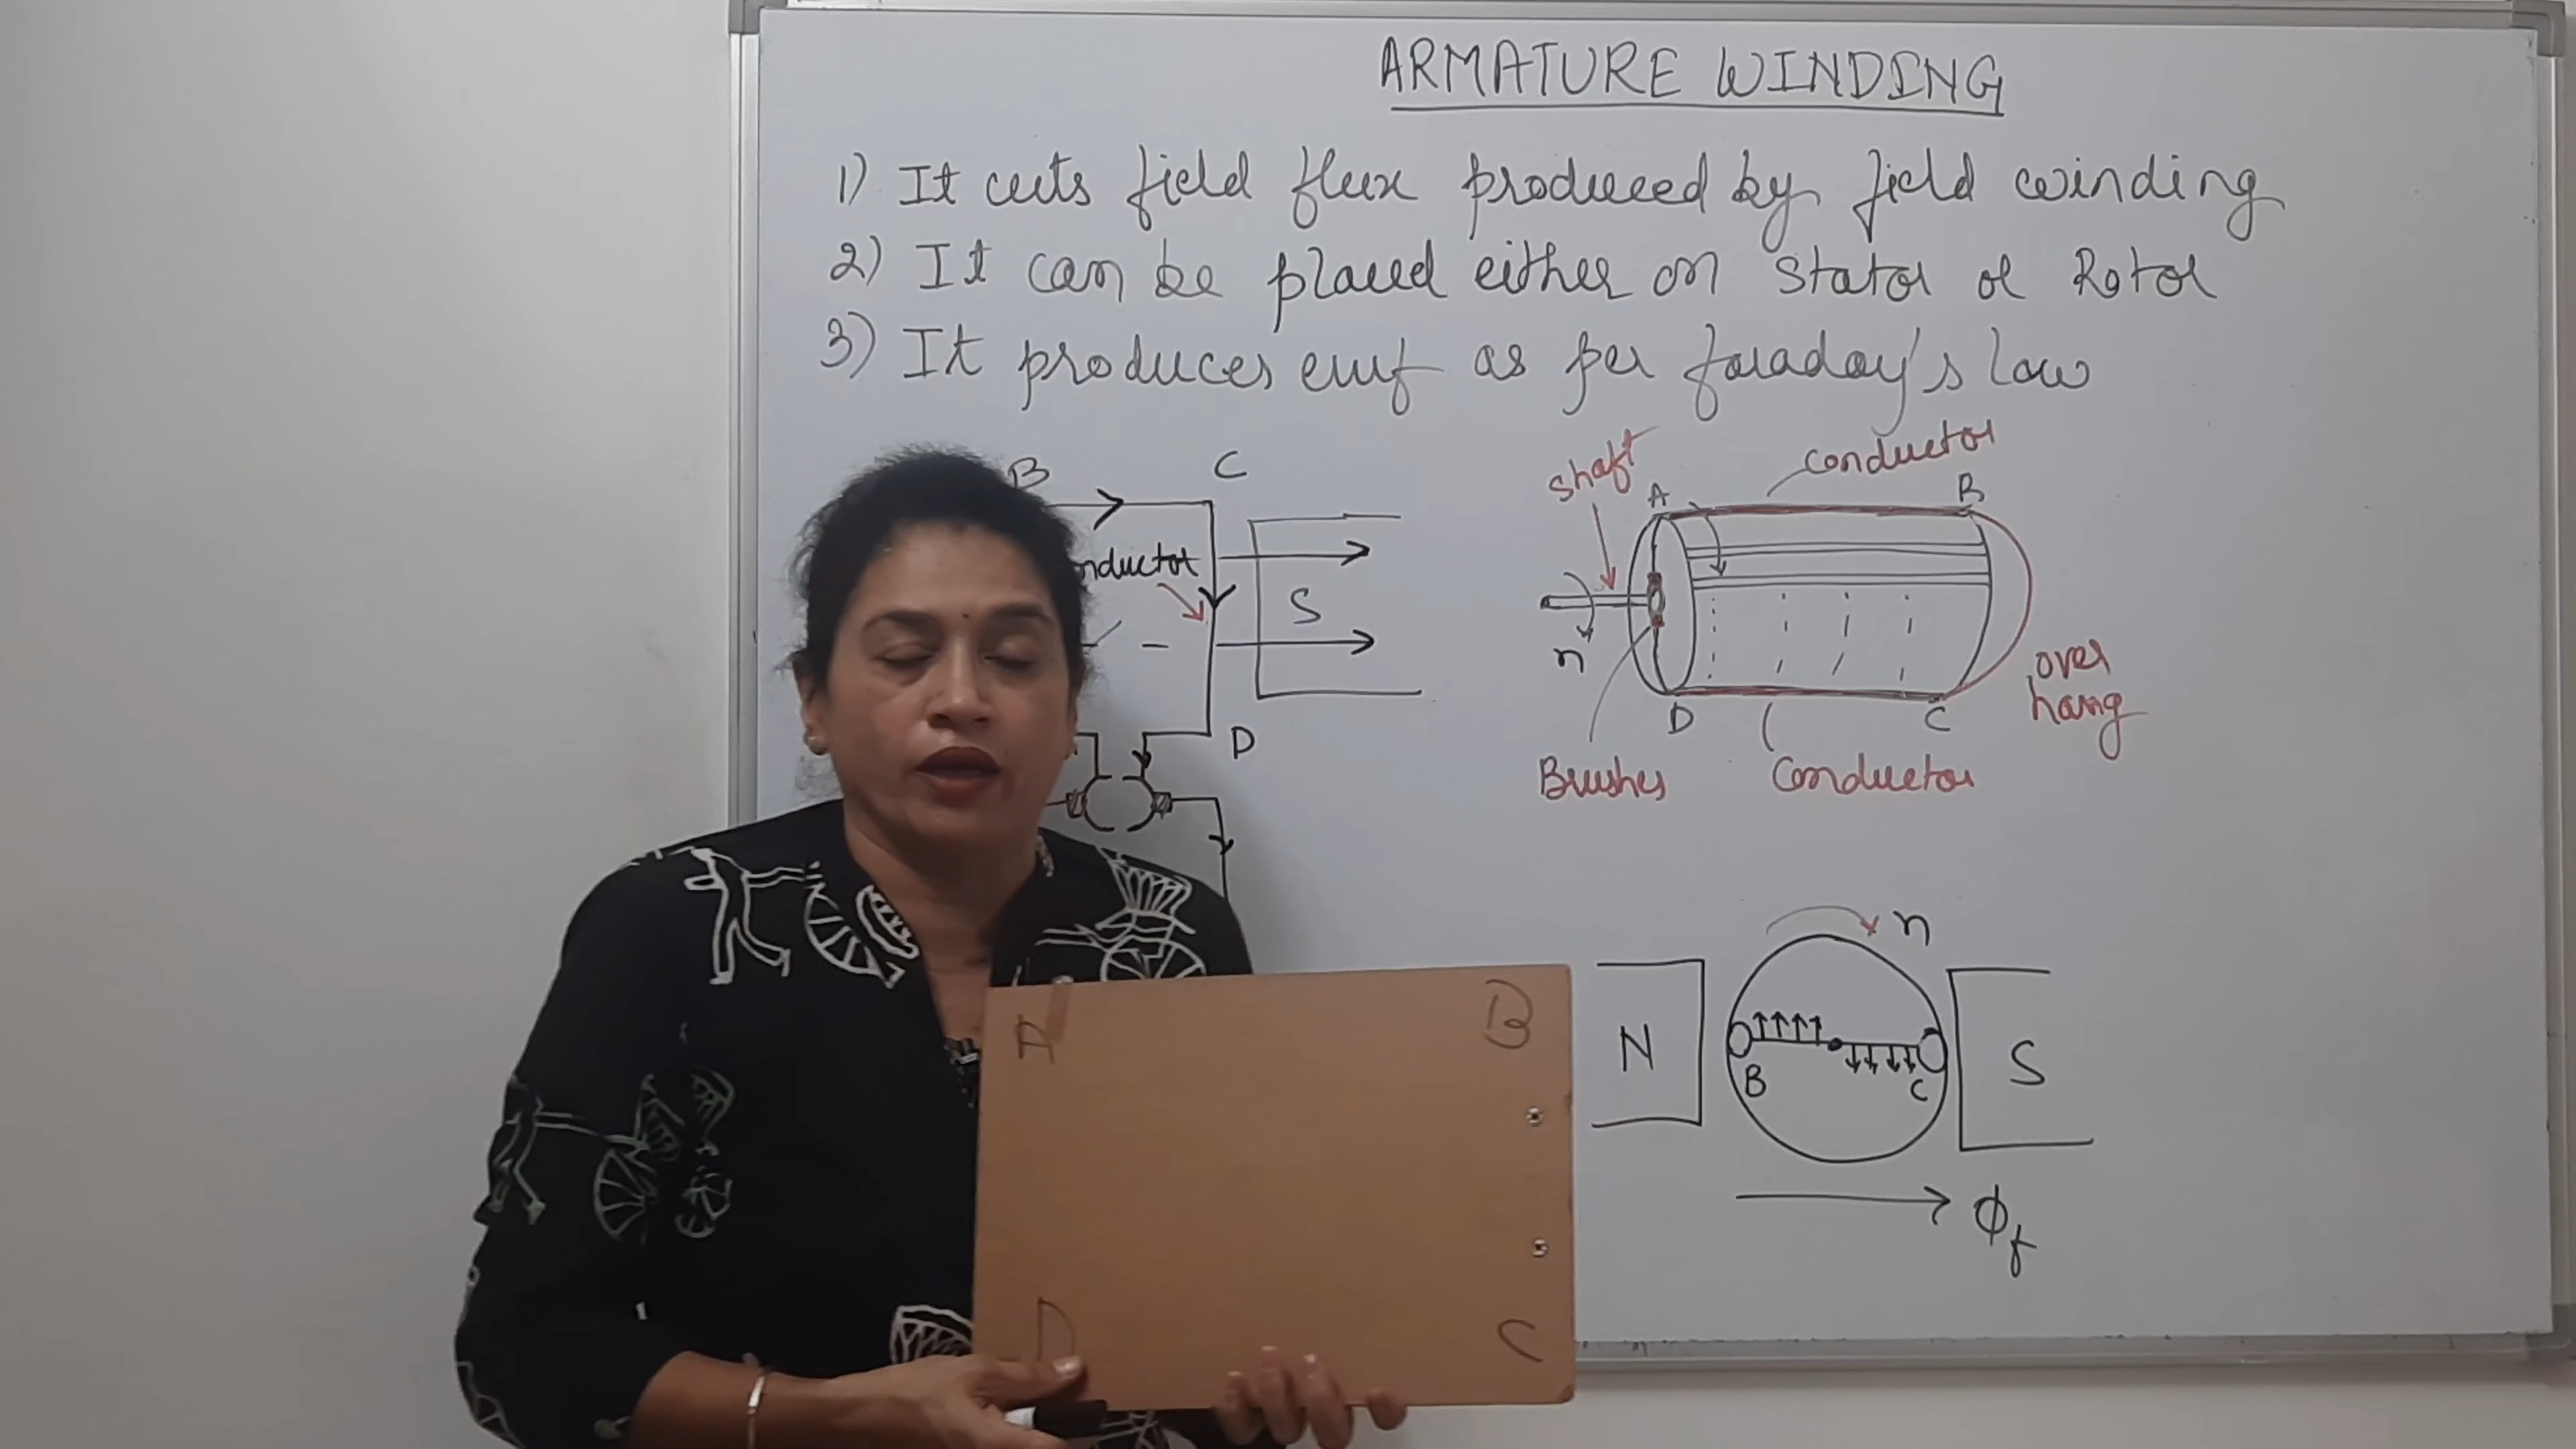 ARMATURE WINDING
1) It cuts field flux produced by field winding
2) It can be placed either on Stator or Rotor
3) It produces emf as per faraday's law
B C
S
D
shaft
conductor
A B
n
over
hang
D C
Brushes
Conductor
n
N
B C
S
ϕf
A B
D C